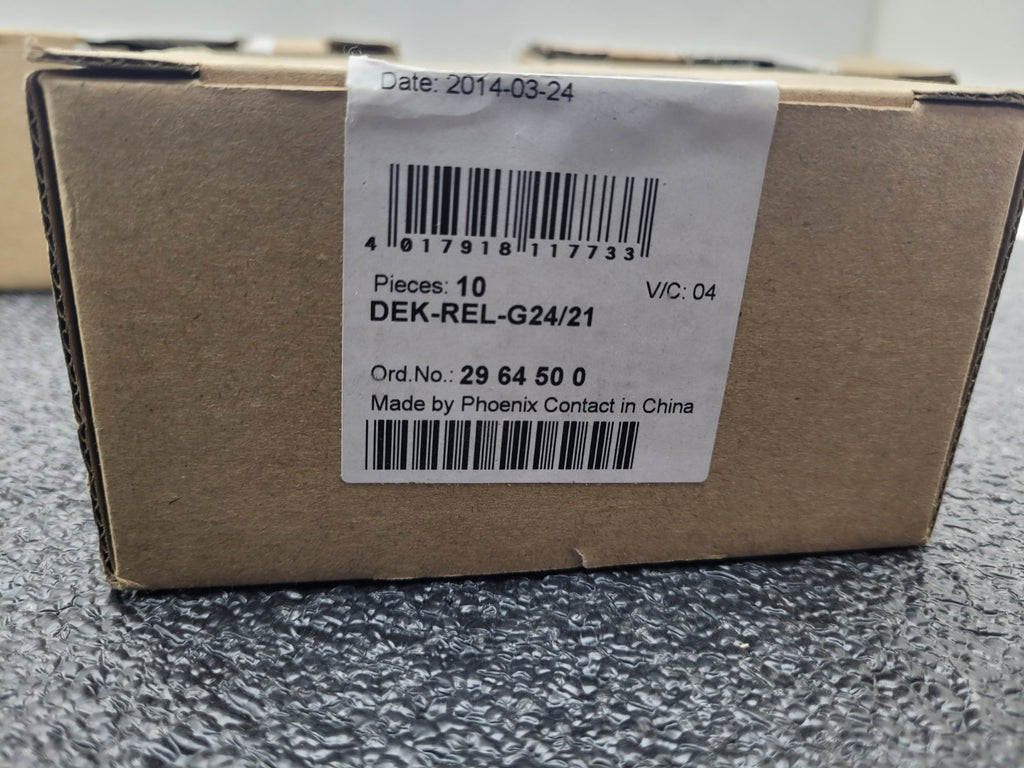 Date: 2014-03-24
4 017918 117733
Pieces: 10
V/C: 04
DEK-REL-G24/21
Ord.No.: 29 64 50 0
Made by Phoenix Contact in China